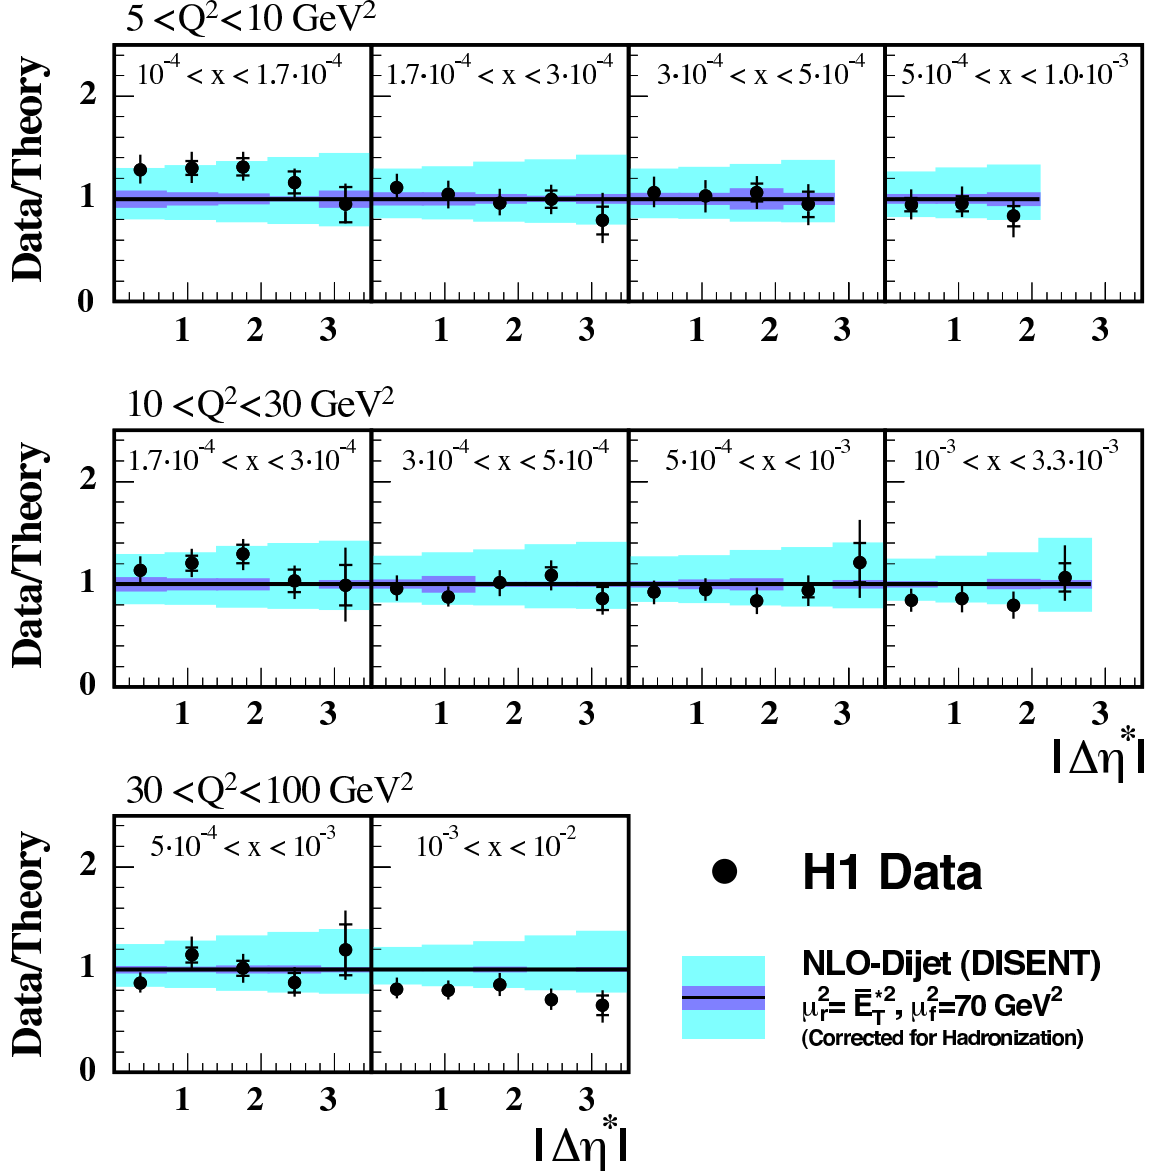 5 <Q²<10 GeV²
10⁻⁴ < x < 1.7·10⁻⁴ 1.7·10⁻⁴ < x < 3·10⁻⁴ 3·10⁻⁴ < x < 5·10⁻⁴ 5·10⁻⁴ < x < 1.0·10⁻³
Data/Theory
2
1
0
1 2 3 1 2 3 1 2 3 1 2 3
10 <Q²<30 GeV²
1.7·10⁻⁴ < x < 3·10⁻⁴ 3·10⁻⁴ < x < 5·10⁻⁴ 5·10⁻⁴ < x < 10⁻³ 10⁻³ < x < 3.3·10⁻³
Data/Theory
2
1
0
1 2 3 1 2 3 1 2 3 1 2 3
|Δη*|
30 <Q²<100 GeV²
5·10⁻⁴ < x < 10⁻³ 10⁻³ < x < 10⁻²
Data/Theory
2
1
0
1 2 3 1 2 3
|Δη*|
H1 Data
NLO-Dijet (DISENT)
μ_r²= E̿_T*², μ_f²=70 GeV²
(Corrected for Hadronization)